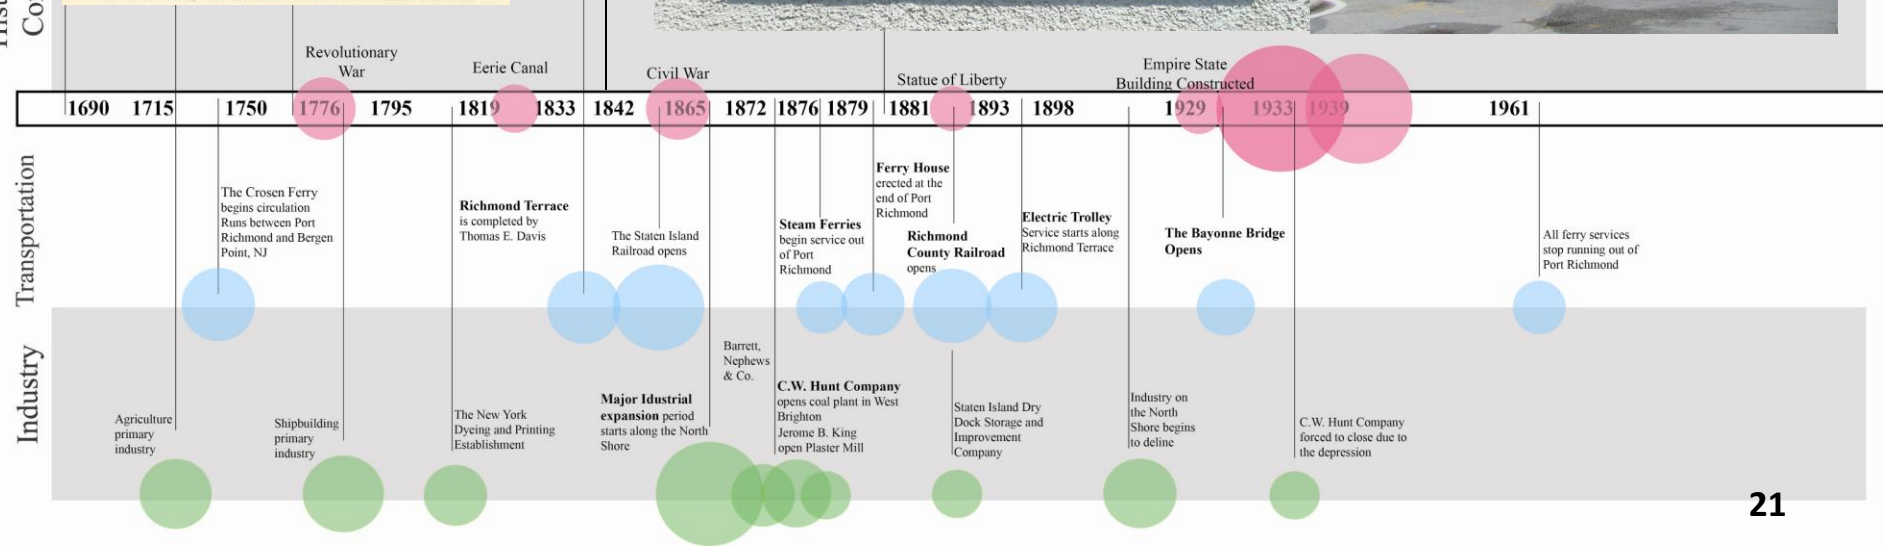 Revolutionary
War
Eerie Canal
Civil War
Statue of Liberty
Empire State
Building Constructed
1690 1715 1750 1776 1795 1819 1833 1842 1865 1872 1876 1879 1881 1893 1898 1929 1933 1939 1961
Transportation
The Crosen Ferry
begins circulation
Runs between Port
Richmond and Bergen
Point, NJ
Richmond Terrace
is completed by
Thomas E. Davis
The Staten Island
Railroad opens
Steam Ferries
begin service out
of Port
Richmond
Ferry House
erected at the
end of Port
Richmond
Richmond
County Railroad
opens
Electric Trolley
Service starts along
Richmond Terrace
The Bayonne Bridge
Opens
All ferry services
stop running out of
Port Richmond
Industry
Agriculture
primary
industry
Shipbuilding
primary
industry
The New York
Dyeing and Printing
Establishment
Major Idustrial
expansion period
starts along the North
Shore
Barrett,
Nephews
& Co.
C.W. Hunt Company
opens coal plant in West
Brighton
Jerome B. King
open Plaster Mill
Staten Island Dry
Dock Storage and
Improvement
Company
Industry on
the North
Shore begins
to deline
C.W. Hunt Company
forced to close due to
the depression
21